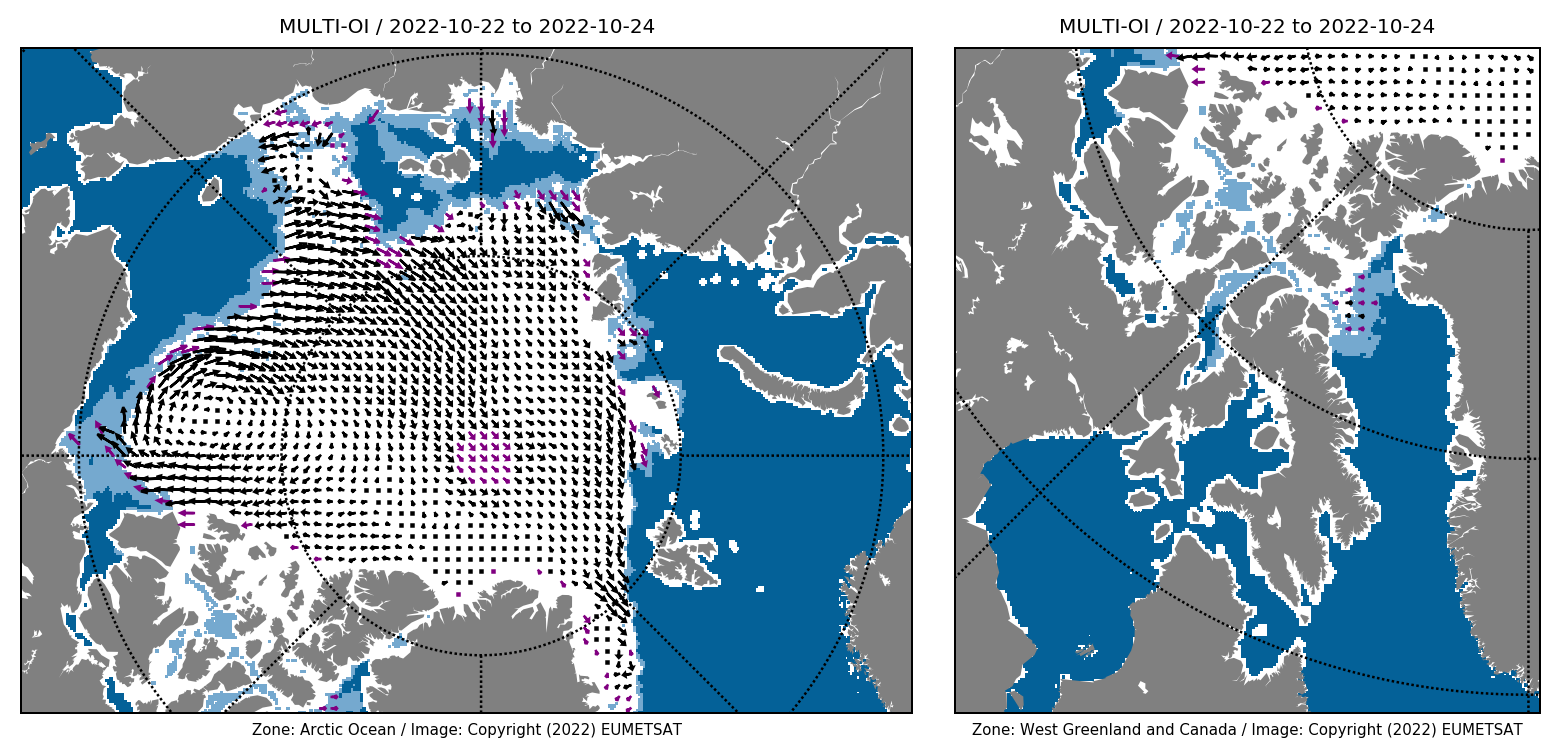 MULTI-OI / 2022-10-22 to 2022-10-24
MULTI-OI / 2022-10-22 to 2022-10-24
Zone: Arctic Ocean / Image: Copyright (2022) EUMETSAT
Zone: West Greenland and Canada / Image: Copyright (2022) EUMETSAT